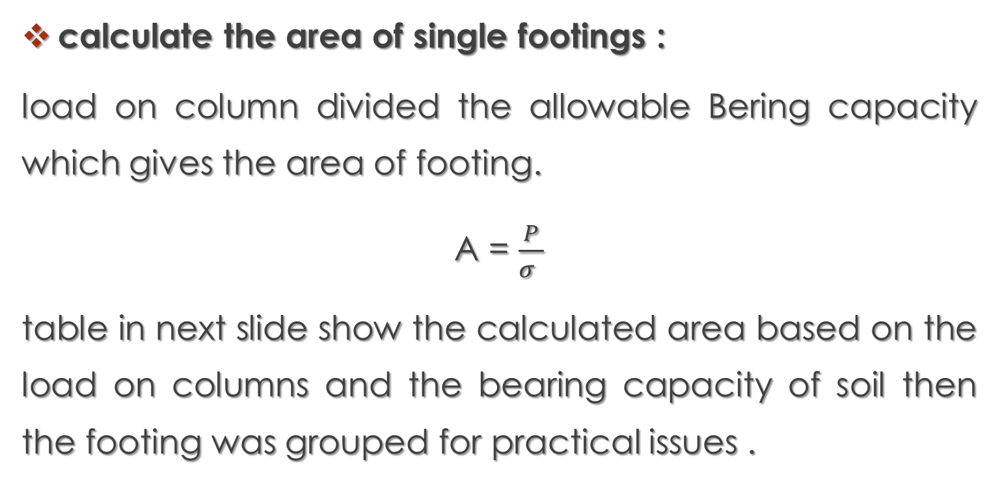 ❖ calculate the area of single footings :
load on column divided the allowable Bering capacity
which gives the area of footing.
A = P/σ
table in next slide show the calculated area based on the
load on columns and the bearing capacity of soil then
the footing was grouped for practical issues .